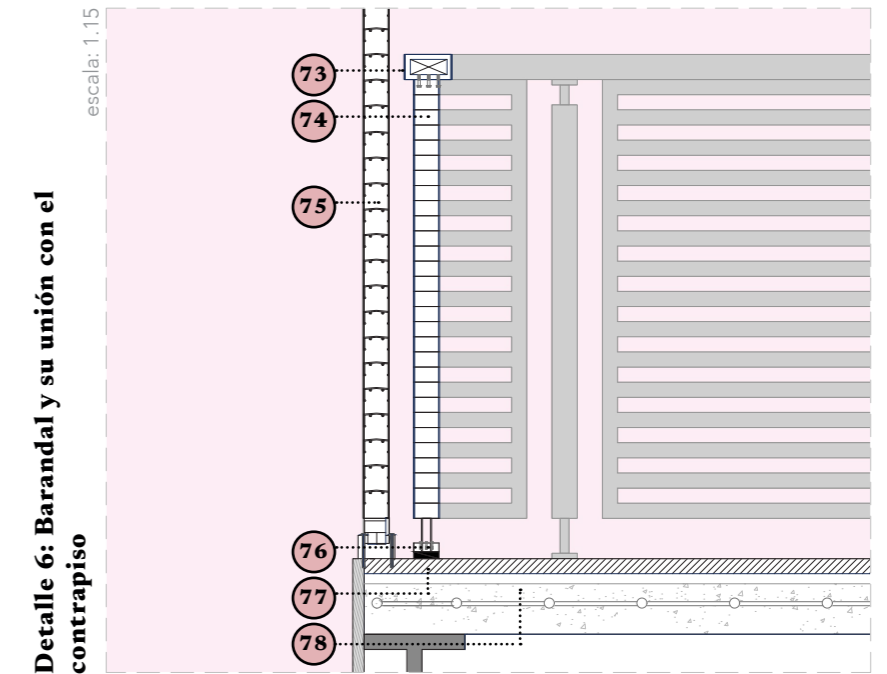 Detalle 6: Barandal y su unión con el
contrapiso
escala: 1.15
73
74
75
76
77
78